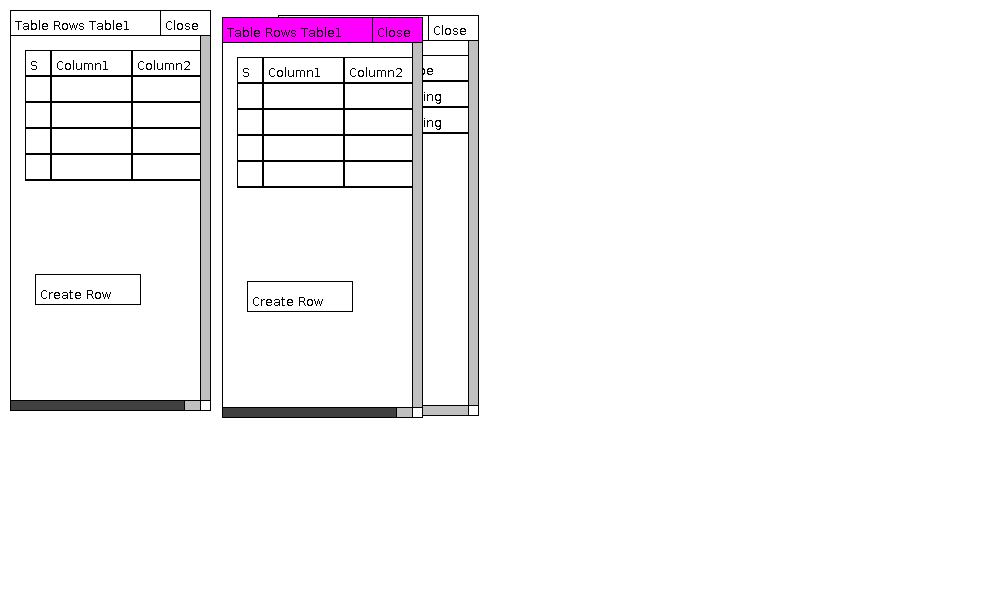 Table Rows Table1 Close
S Column1 Column2
Create Row
Table Rows Table1 Close
S Column1 Column2
Create Row
Close
ing
ing